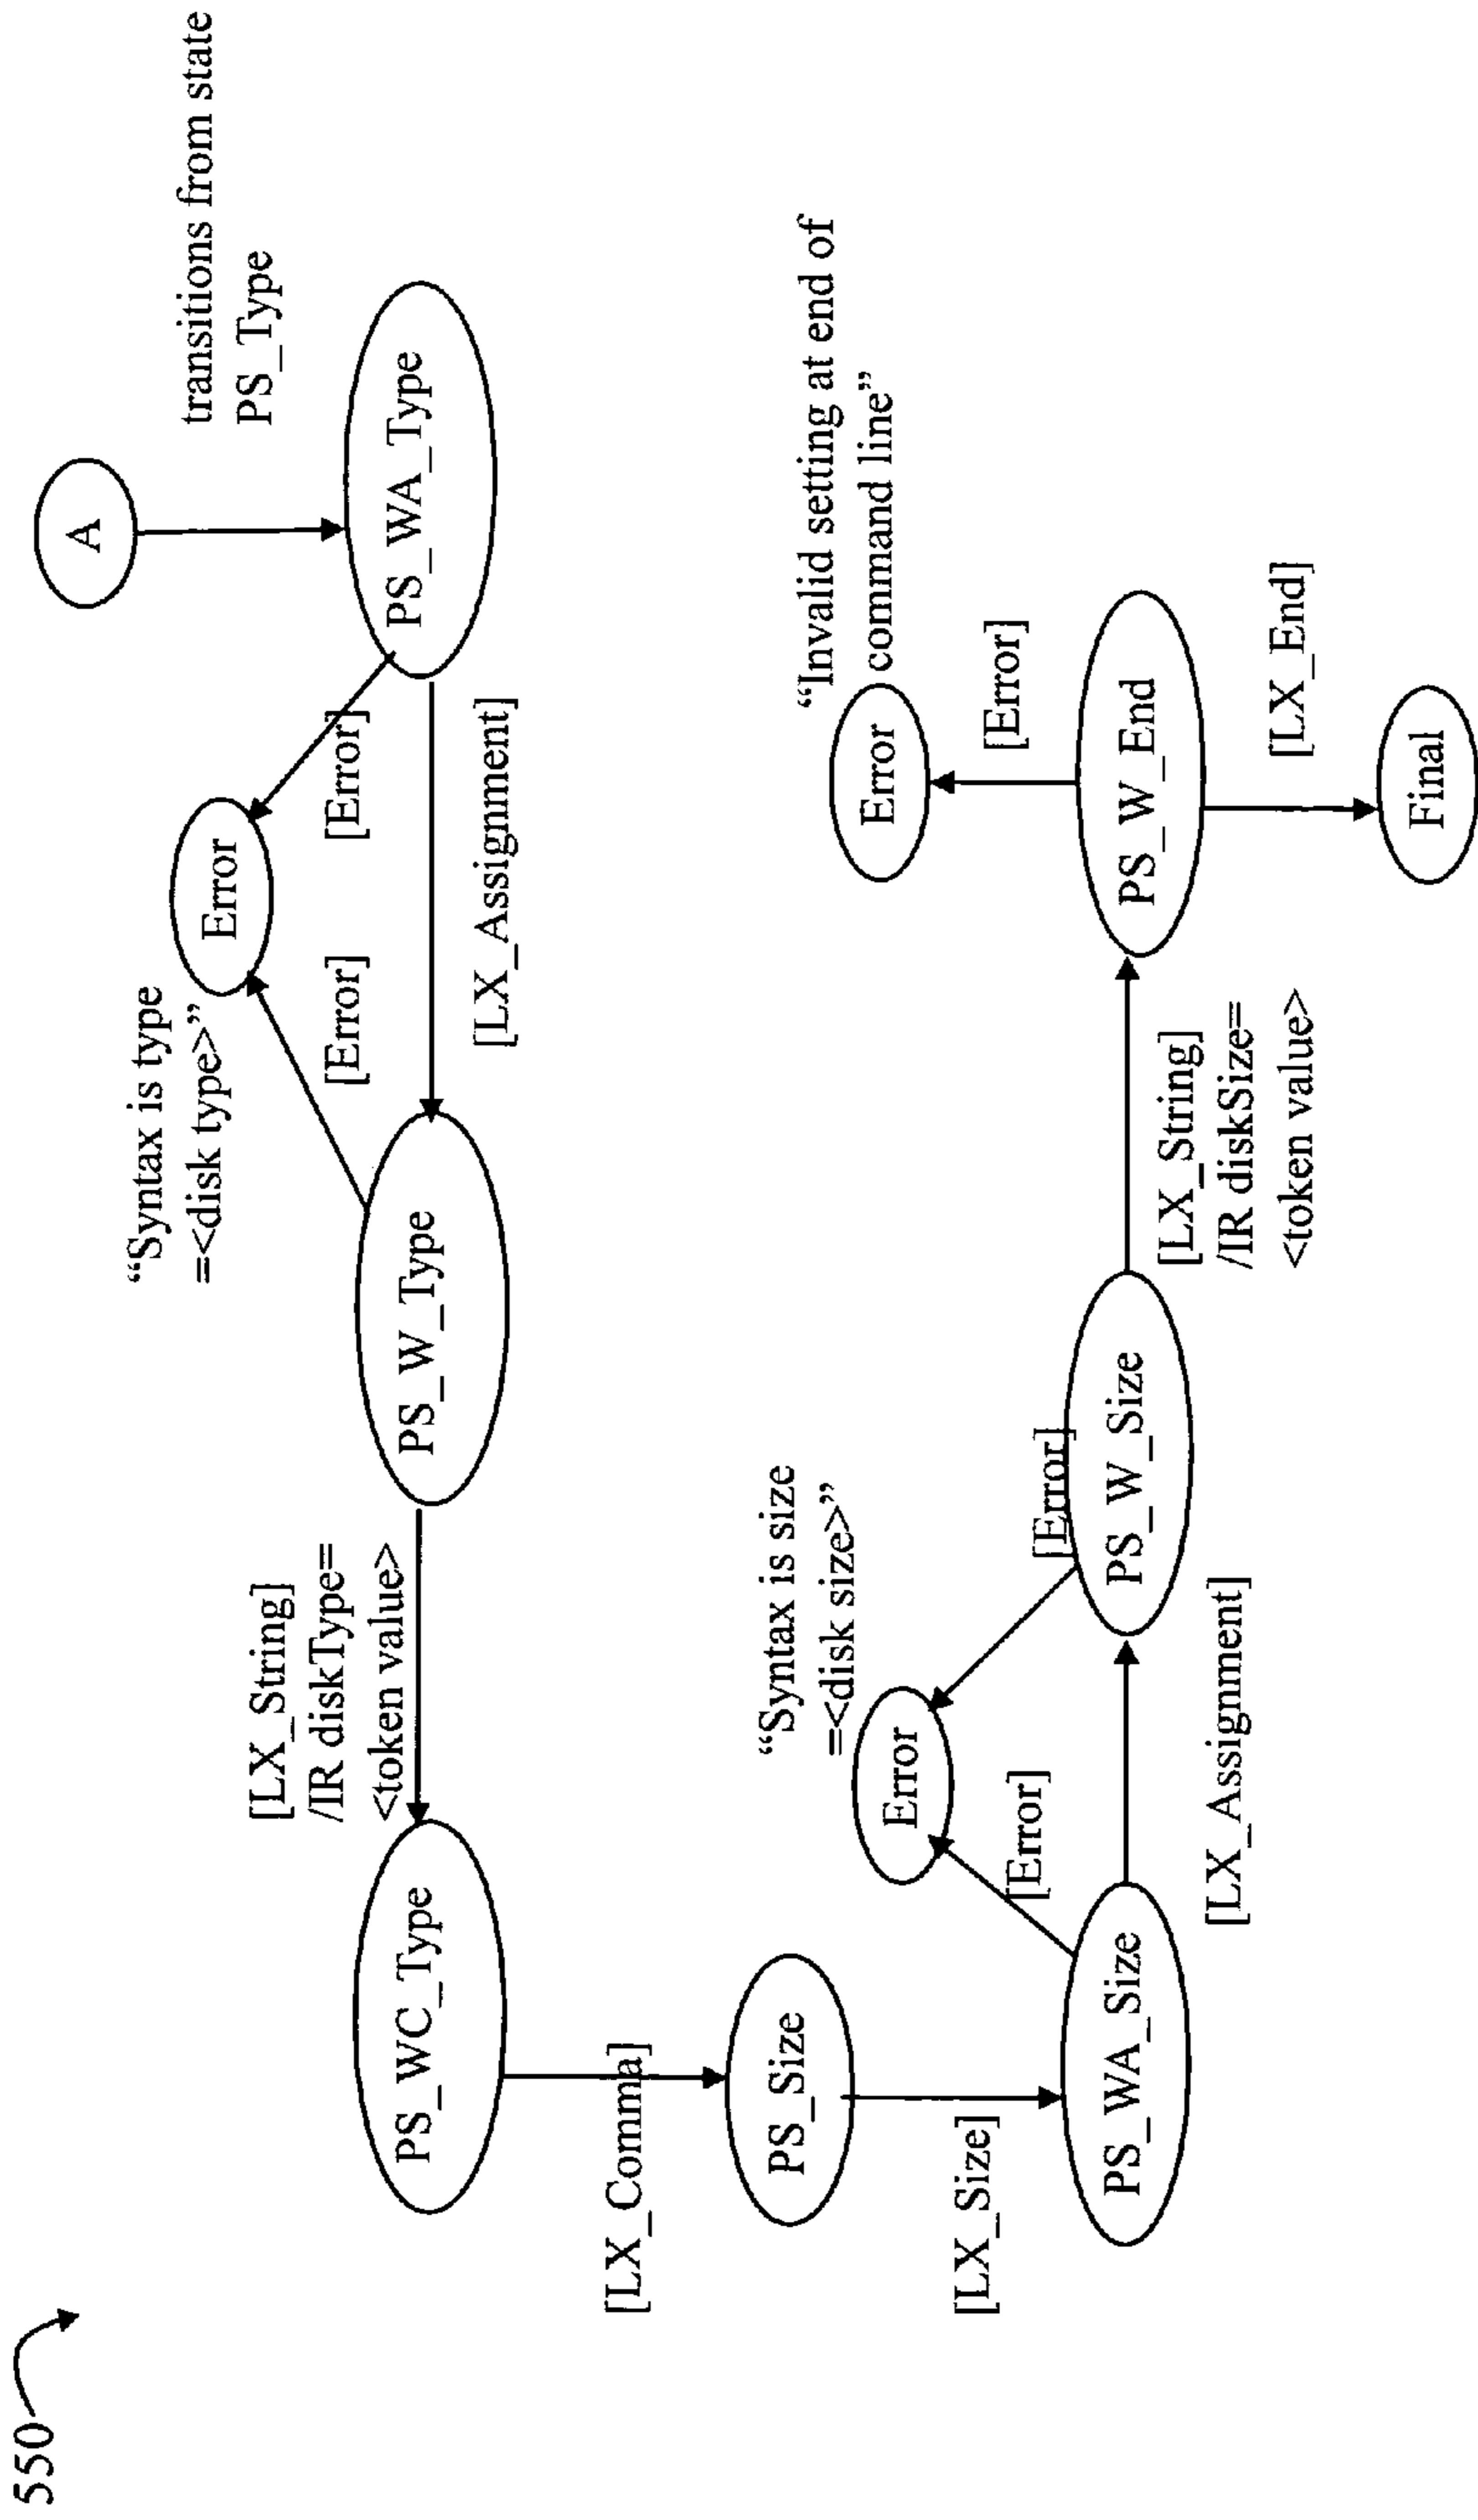 550
A
transitions from state
PS_Type
"Syntax is type
=<disk type>"
Error
[LX_String]
/IR diskType=
<token value>
[Error]
[Error]
PS_WC_Type
PS_W_Type
PS_WA_Type
[LX_Assignment]
[LX_Comma]
PS_Size
"Syntax is size
=<disk size>"
"Invalid setting at end of
command line"
Error
Error
[LX_Size]
[Error]
[Error]
[Error]
PS_WA_Size
PS_W_Size
PS_W_End
[LX_Assignment]
[LX_String]
/IR diskSize=
<token value>
[LX_End]
Final